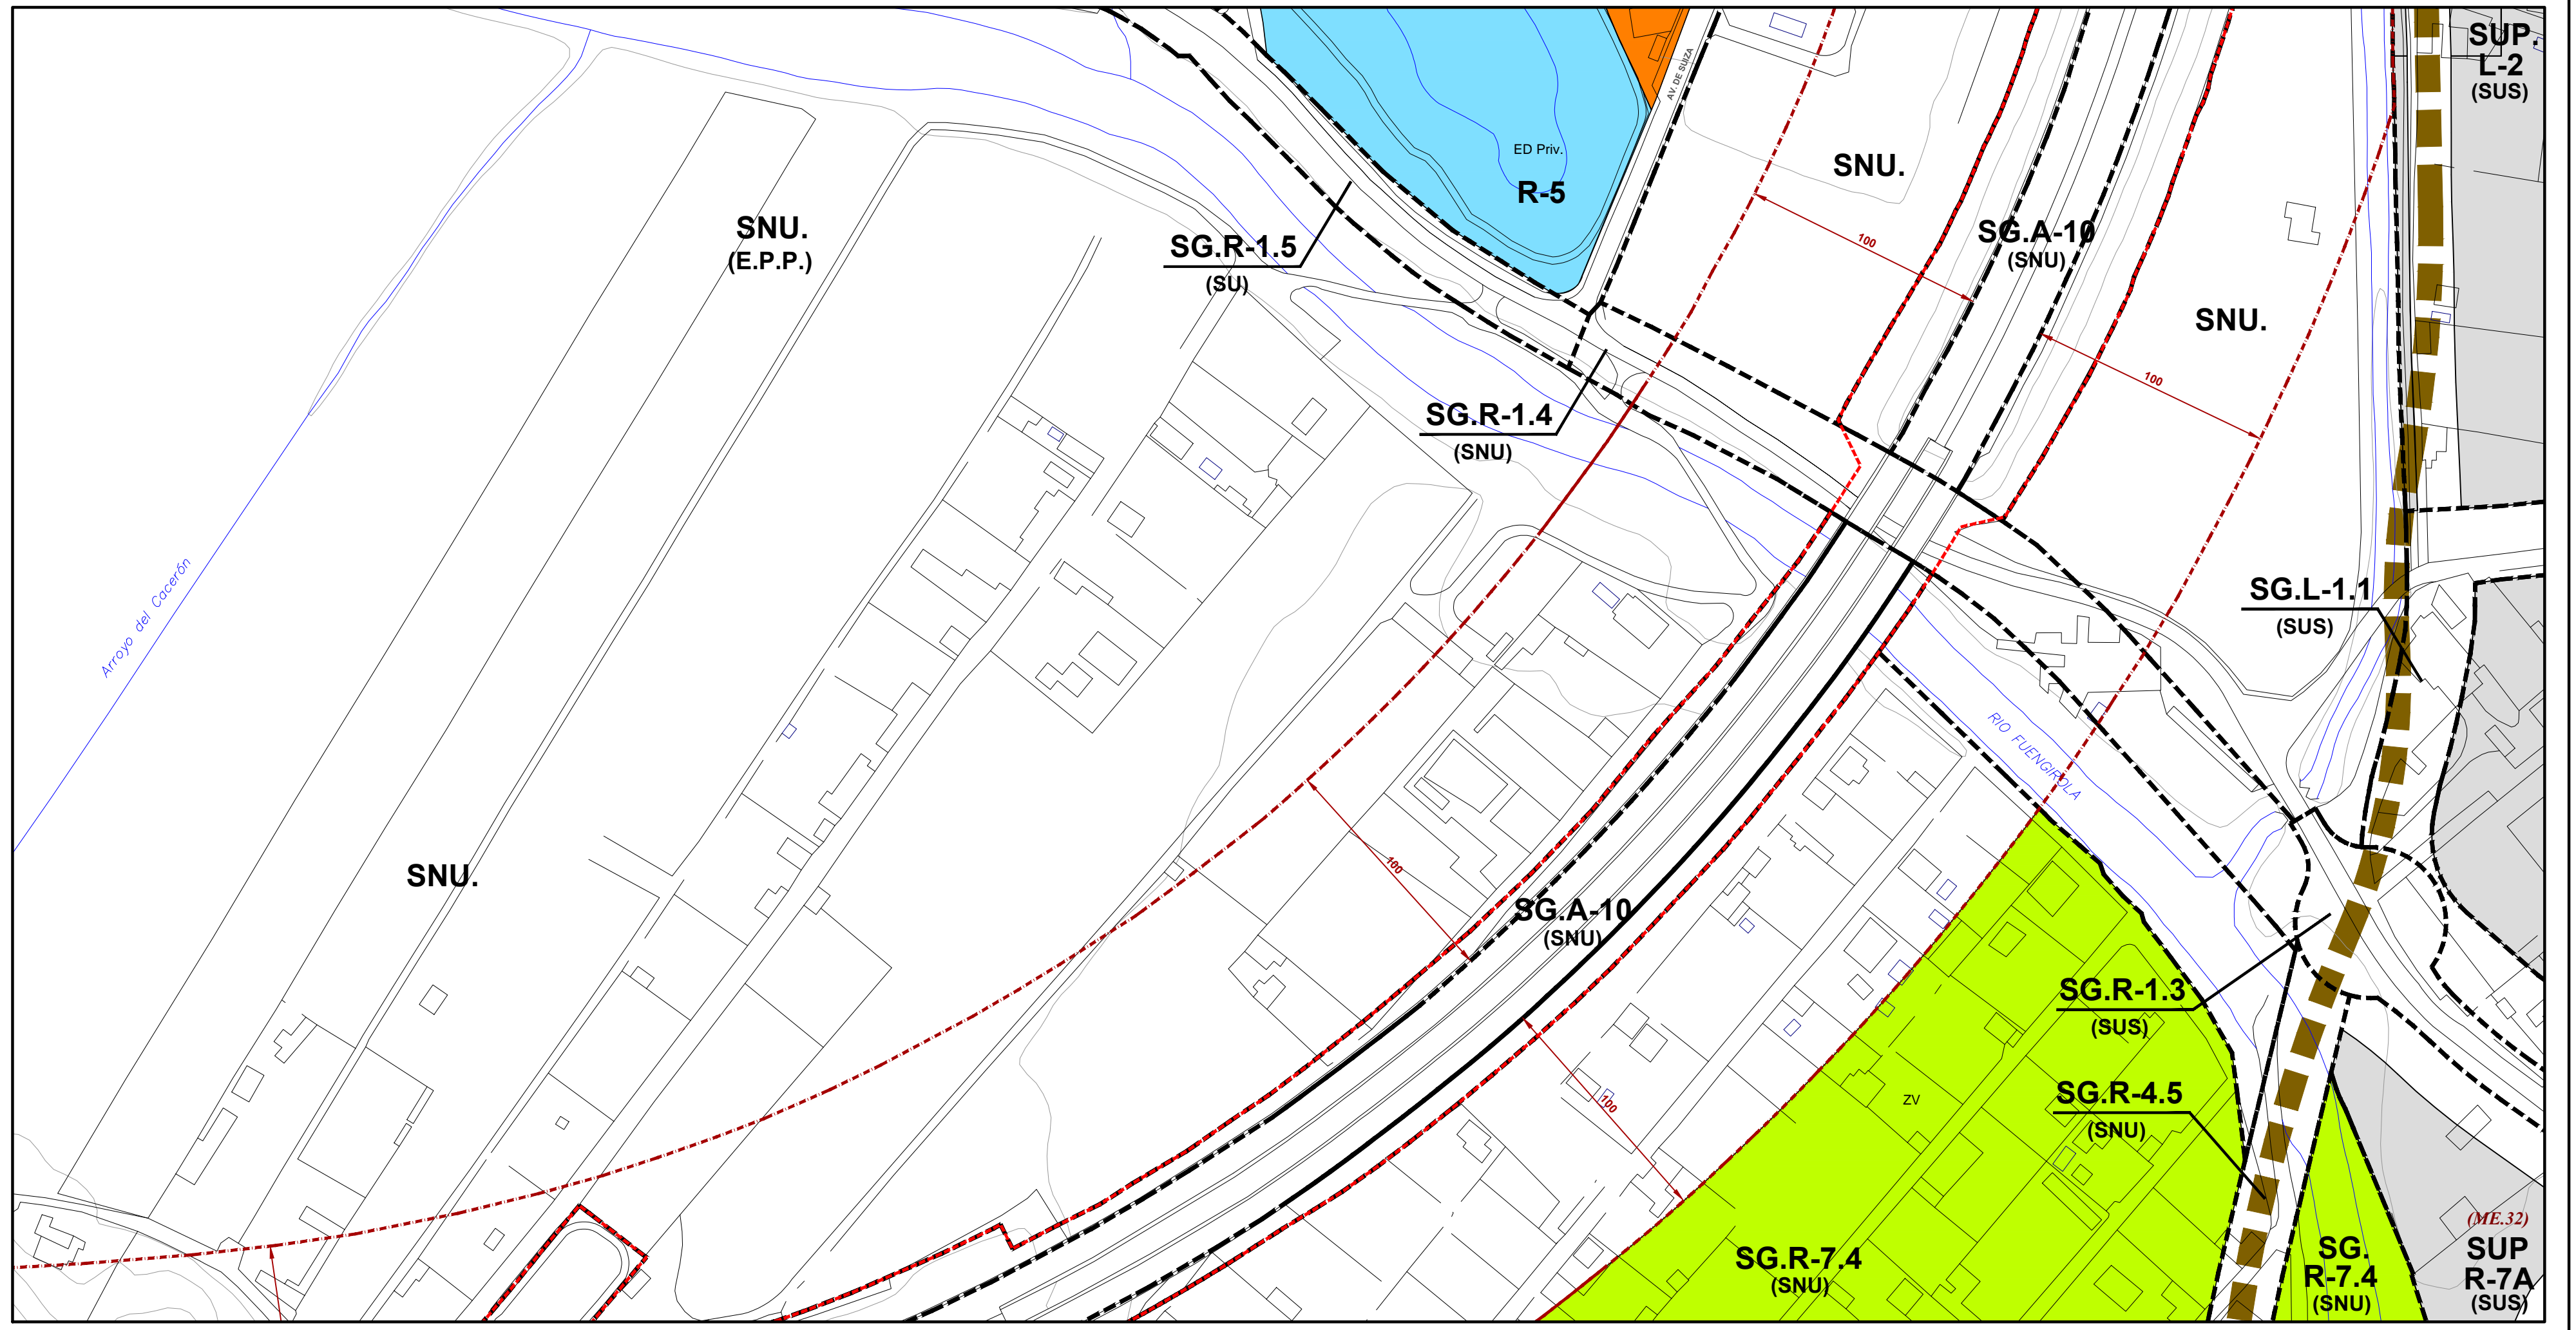 SUP.
L-2
(SUS)
AV. DE SUIZA
ED Priv.
R-5
SNU.
SNU.
(E.P.P.)
SG.R-1.5
(SU)
100
SG.A-10
(SNU)
SNU.
100
SG.R-1.4
(SNU)
Arroyo del Cacerón
SG.L-1.1
(SUS)
RIO FUENGIROLA
SNU.
100
SG.A-10
(SNU)
SG.R-1.3
(SUS)
100
ZV
SG.R-4.5
(SNU)
SG.R-7.4
(SNU)
SG.
R-7.4
(SNU)
(ME.32)
SUP
R-7A
(SUS)